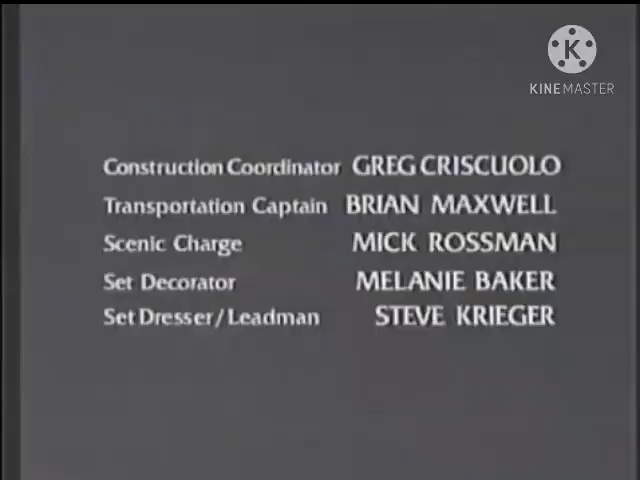 K
KINEMASTER
Construction Coordinator GREG CRISCUOLO
Transportation Captain BRIAN MAXWELL
Scenic Charge MICK ROSSMAN
Set Decorator MELANIE BAKER
Set Dresser/Leadman STEVE KRIEGER